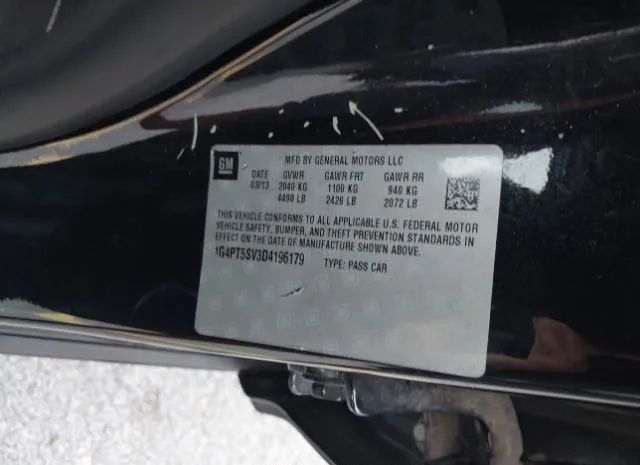 GM
MFD BY GENERAL MOTORS LLC
DATE GVWR GAWR FRT GAWR RR
03/13 2040 KG 1100 KG 940 KG
4498 LB 2426 LB 2072 LB
THIS VEHICLE CONFORMS TO ALL APPLICABLE U.S. FEDERAL MOTOR
VEHICLE SAFETY, BUMPER, AND THEFT PREVENTION STANDARDS IN
EFFECT ON THE DATE OF MANUFACTURE SHOWN ABOVE.
1G4PT5SV3D4196179 TYPE: PASS CAR